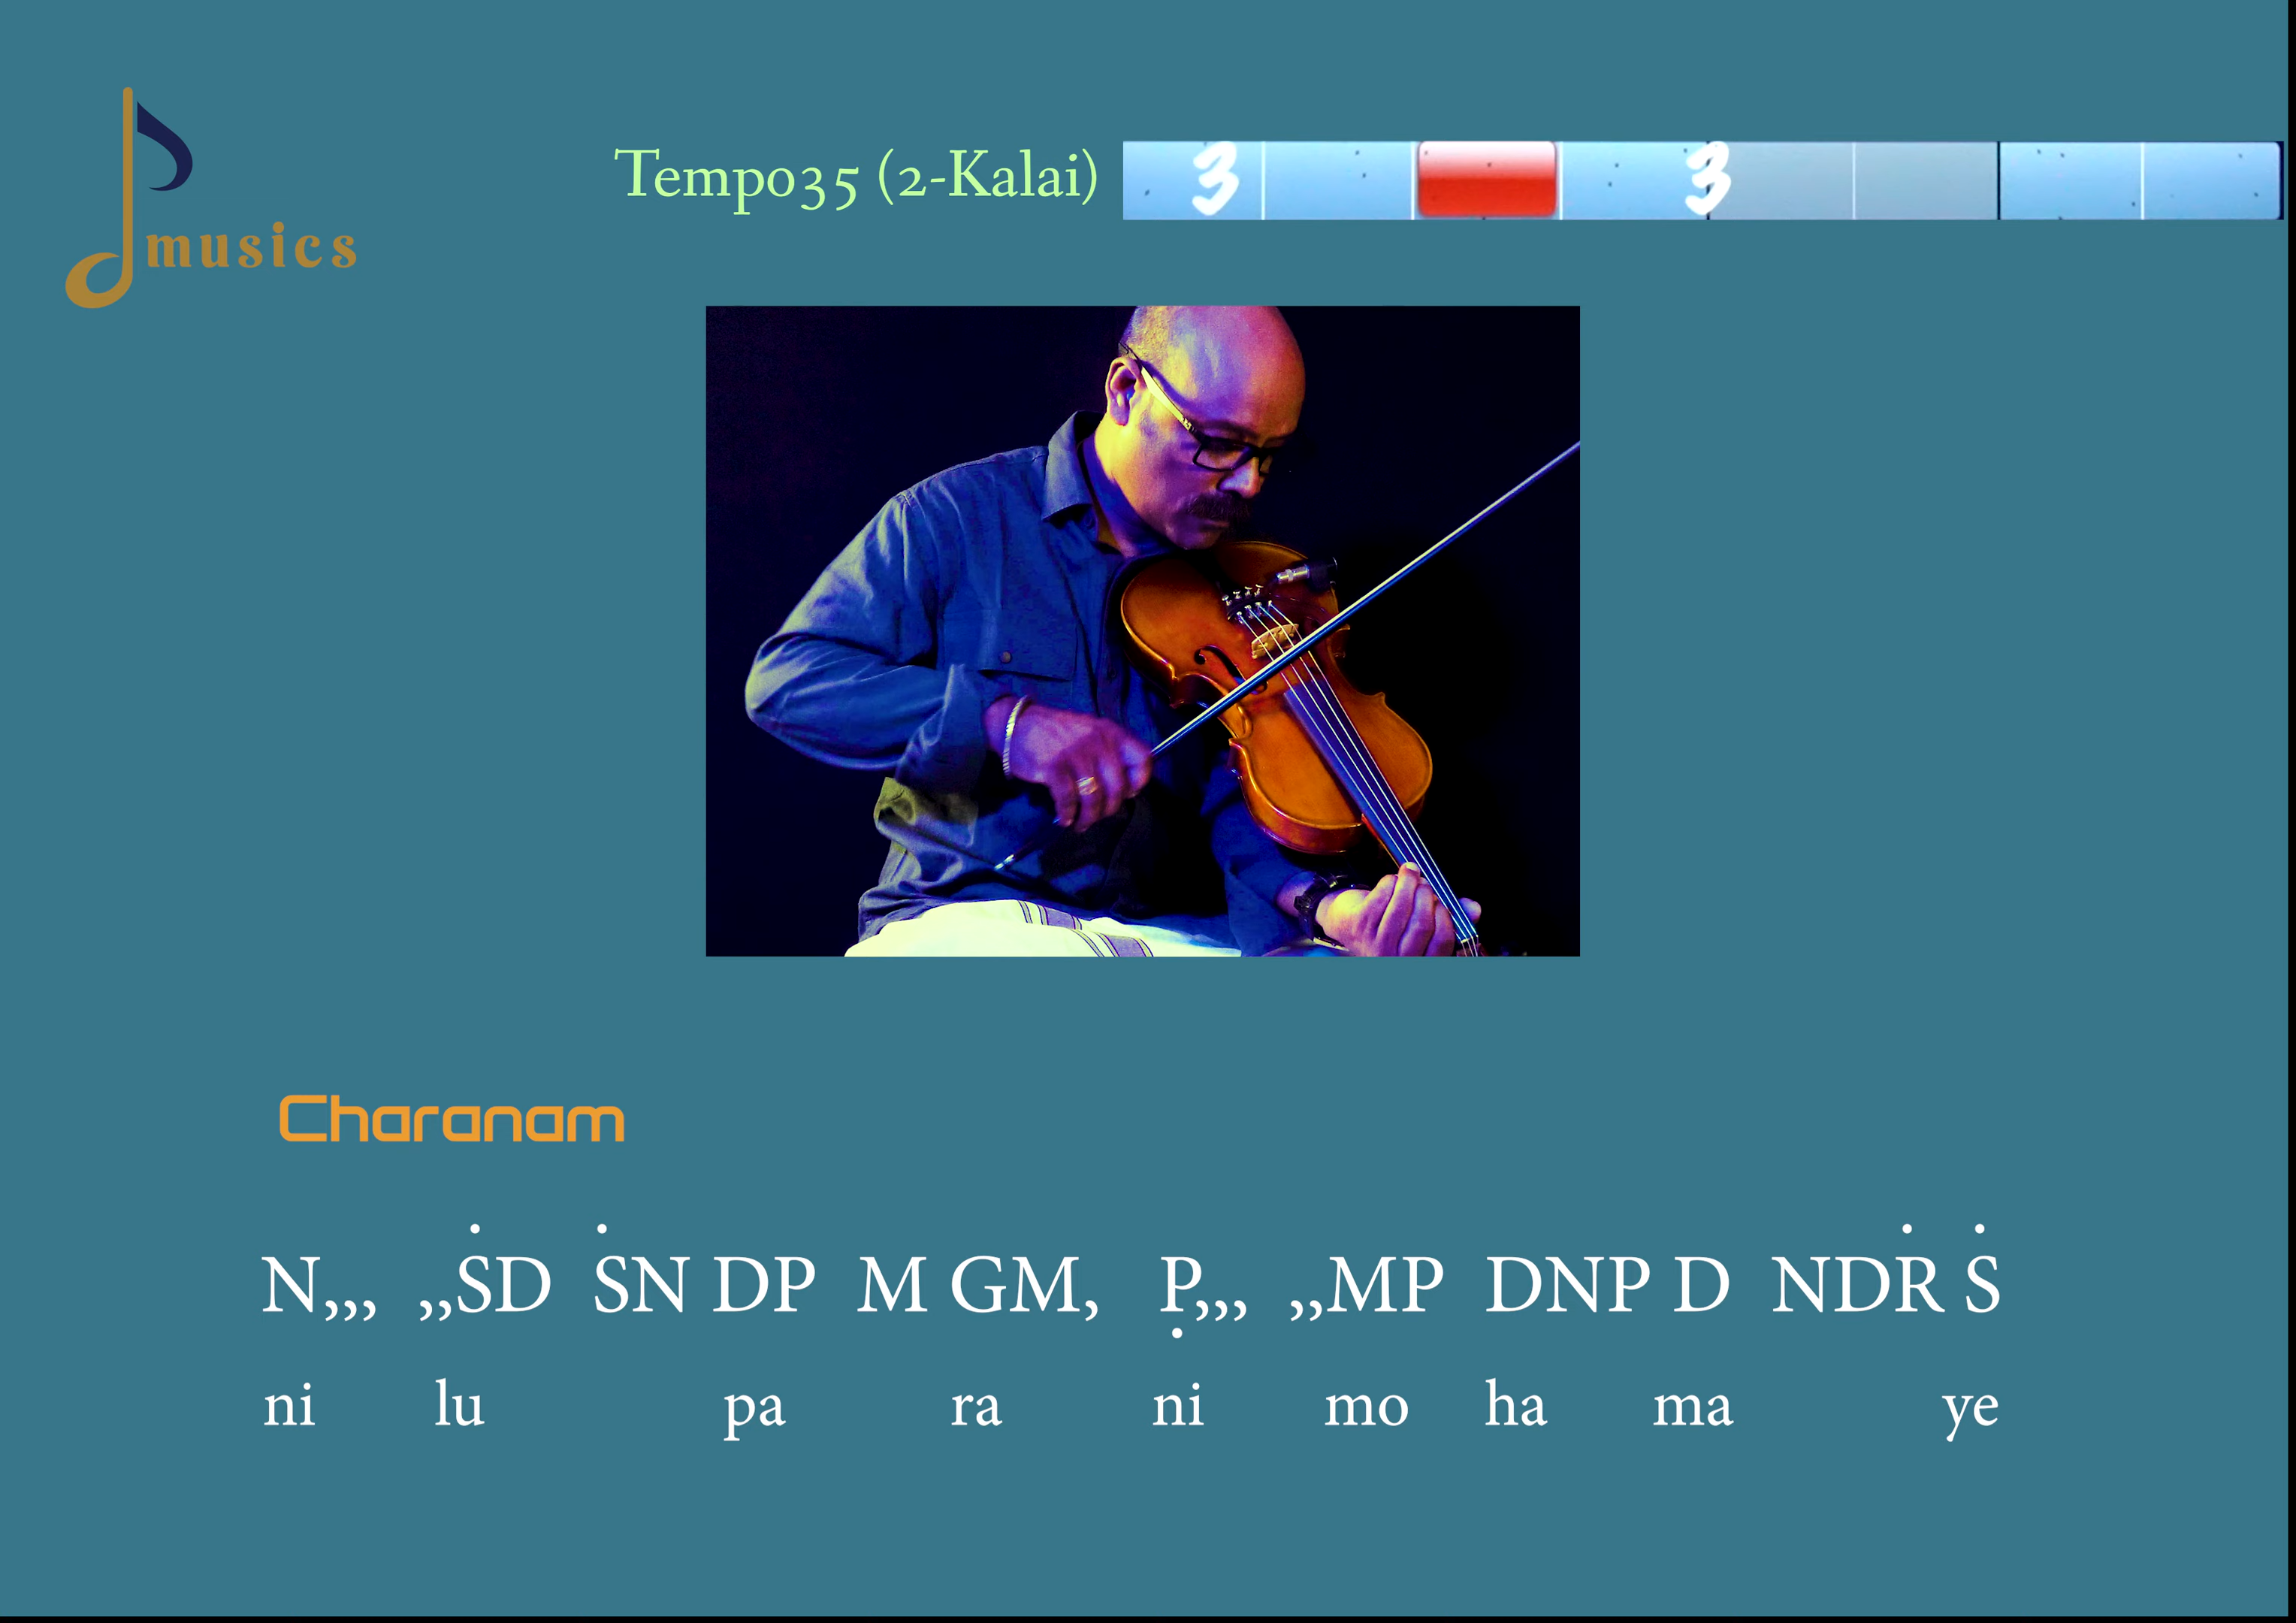 musics
Tempo35 (2-Kalai)
3 3
Charanam
N,,, ,,ṠD ṠN DP M GM, P̣,,, ,,MP DNP D NDṘ Ṡ
ni lu pa ra ni mo ha ma ye